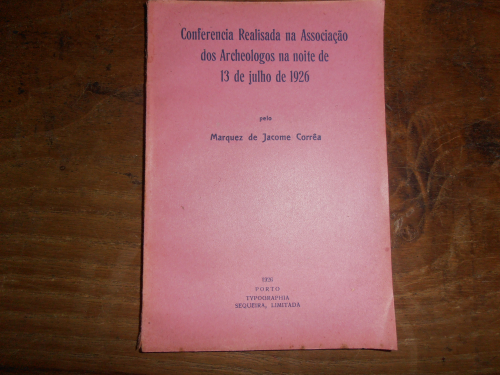 Conferencia Realisada na Associação
dos Archeologos na noite de
13 de julho de 1926
pelo
Marquez de Jacome Corrêa
1926
PORTO
TYPOGRAPHIA
SEQUEIRA, LIMITADA